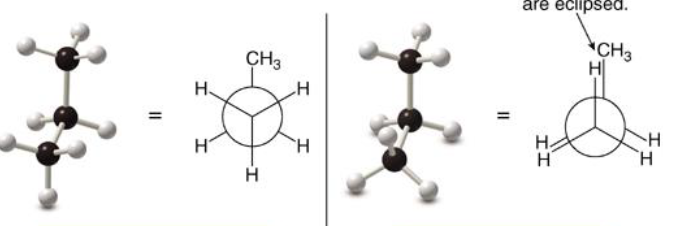 are eclipsed.
CH3
H H
= H H
H
CH3
H
= H H
H H